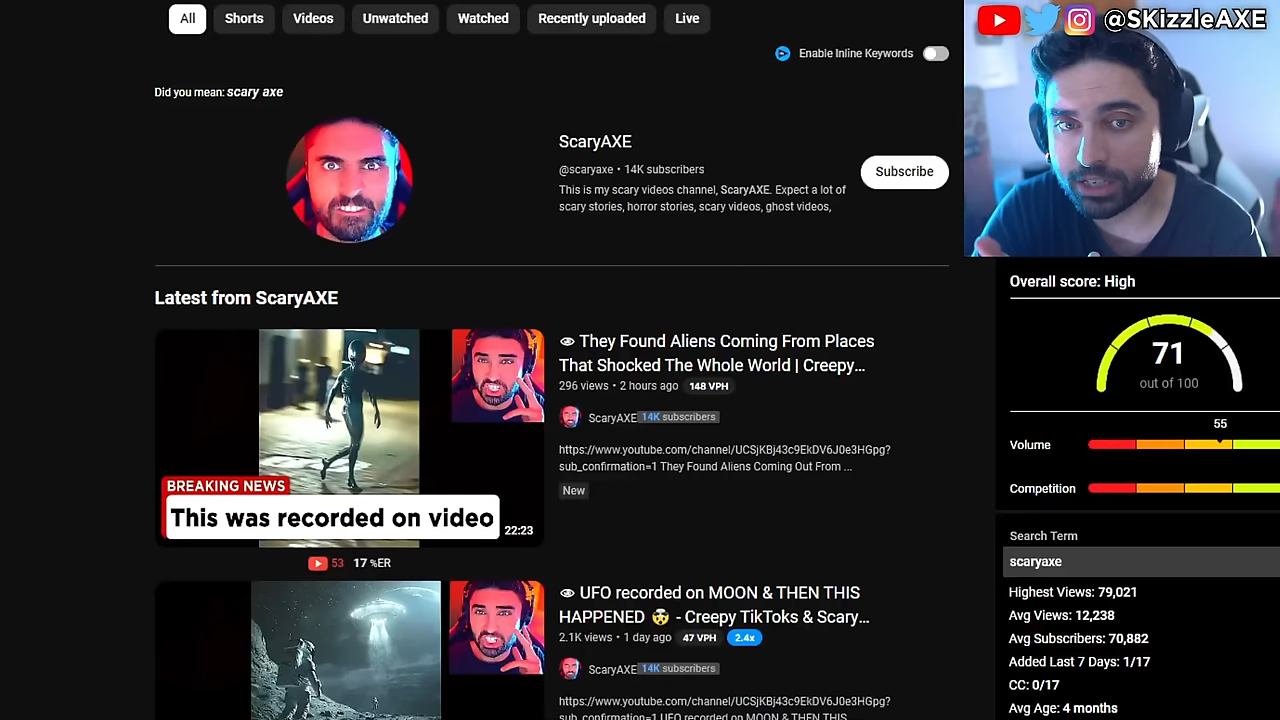 All
Shorts
Videos
Unwatched
Watched
Recently uploaded
Live
@SKizzleAXE
Enable Inline Keywords
Did you mean: scary axe
ScaryAXE
@scaryaxe • 14K subscribers
This is my scary videos channel, ScaryAXE. Expect a lot of
scary stories, horror stories, scary videos, ghost videos,
Subscribe
Latest from ScaryAXE
They Found Aliens Coming From Places
That Shocked The Whole World | Creepy...
296 views • 2 hours ago 148 VPH
ScaryAXE 14K subscribers
https://www.youtube.com/channel/UCSjKBj43c9EkDV6J0e3HGpg?
sub_confirmation=1 They Found Aliens Coming Out From ...
New
BREAKING NEWS
This was recorded on video
22:23
53 17 %ER
UFO recorded on MOON & THEN THIS
HAPPENED 😨 - Creepy TikToks & Scary...
2.1K views • 1 day ago 47 VPH 2.4x
ScaryAXE 14K subscribers
https://www.youtube.com/channel/UCSjKBj43c9EkDV6J0e3HGpg?
sub_confirmation=1 UFO recorded on MOON & THEN THIS
Overall score: High
71
out of 100
55
Volume
Competition
Search Term
scaryaxe
Highest Views: 79,021
Avg Views: 12,238
Avg Subscribers: 70,882
Added Last 7 Days: 1/17
CC: 0/17
Avg Age: 4 months